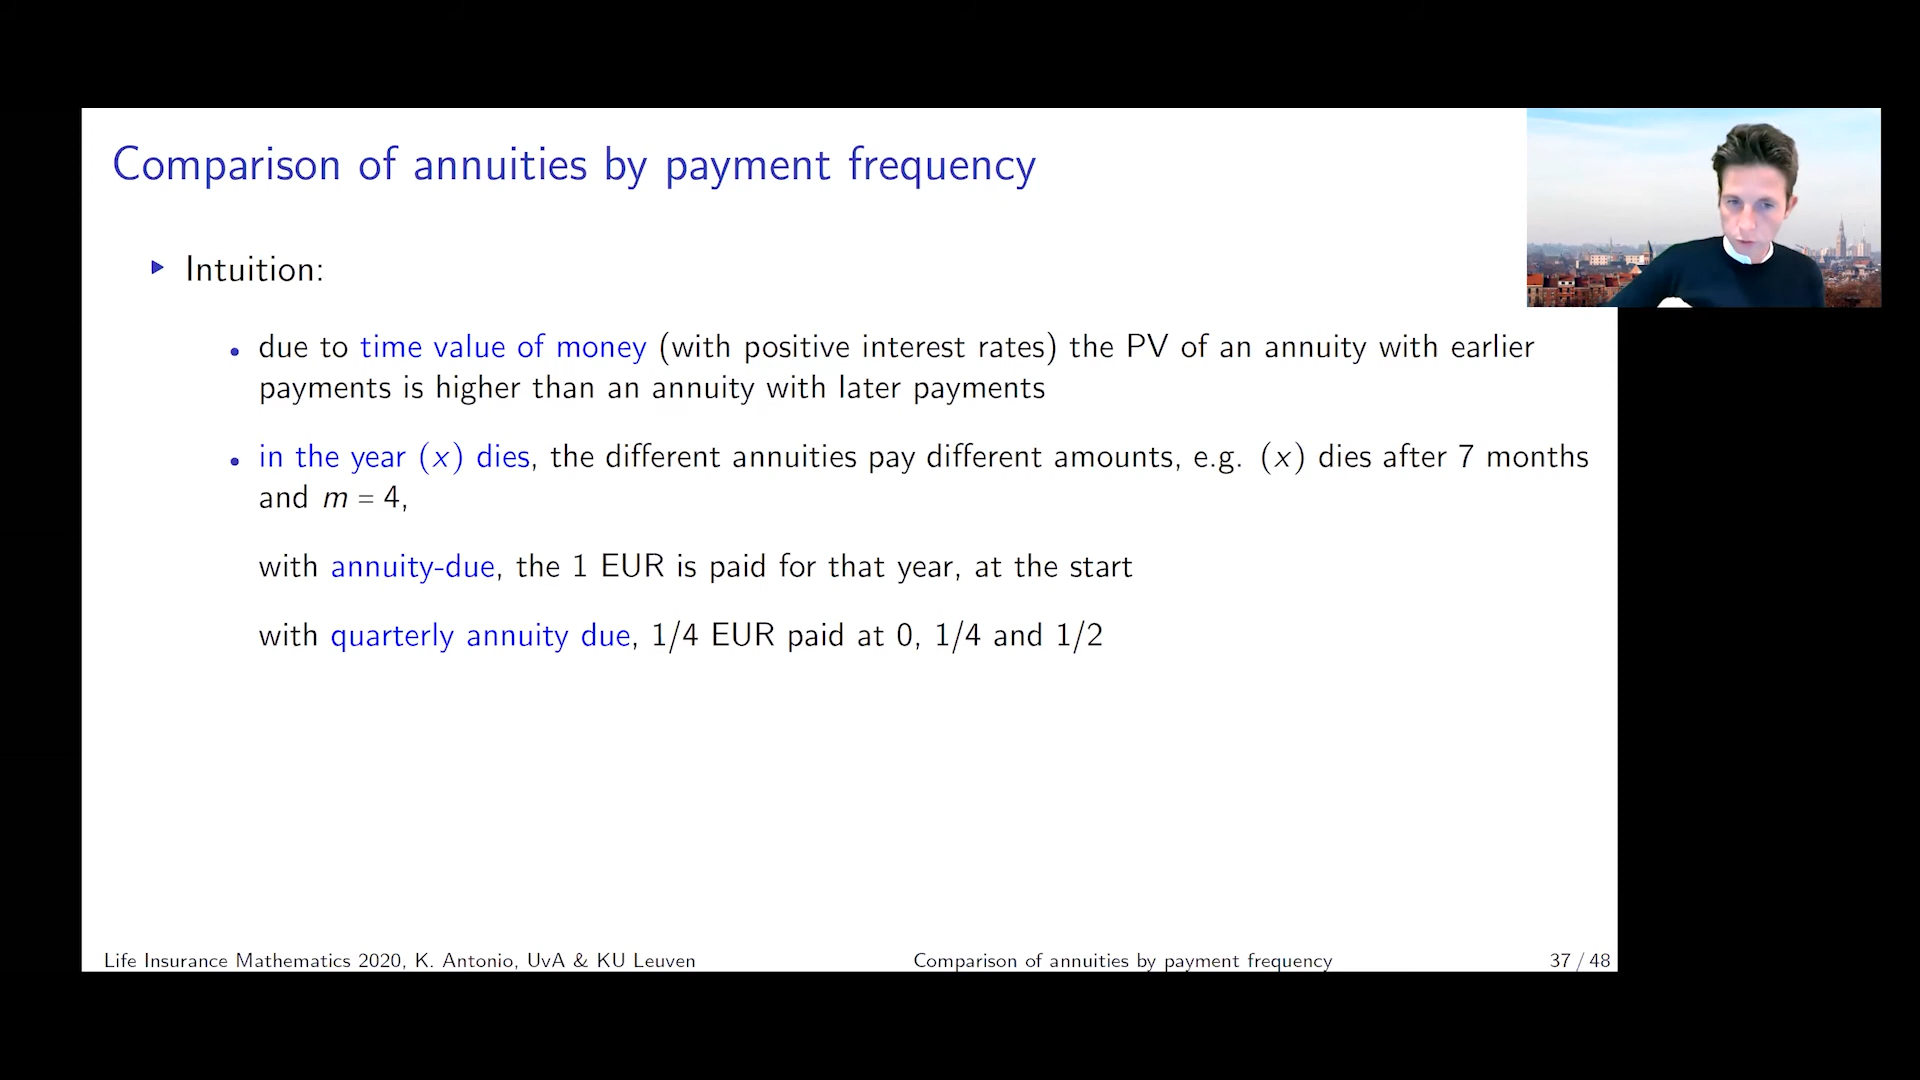 Comparison of annuities by payment frequency
Intuition:
due to time value of money (with positive interest rates) the PV of an annuity with earlier
payments is higher than an annuity with later payments
in the year (x) dies, the different annuities pay different amounts, e.g. (x) dies after 7 months
and m = 4,
with annuity-due, the 1 EUR is paid for that year, at the start
with quarterly annuity due, 1/4 EUR paid at 0, 1/4 and 1/2
Life Insurance Mathematics 2020, K. Antonio, UvA & KU Leuven
Comparison of annuities by payment frequency
37 / 48